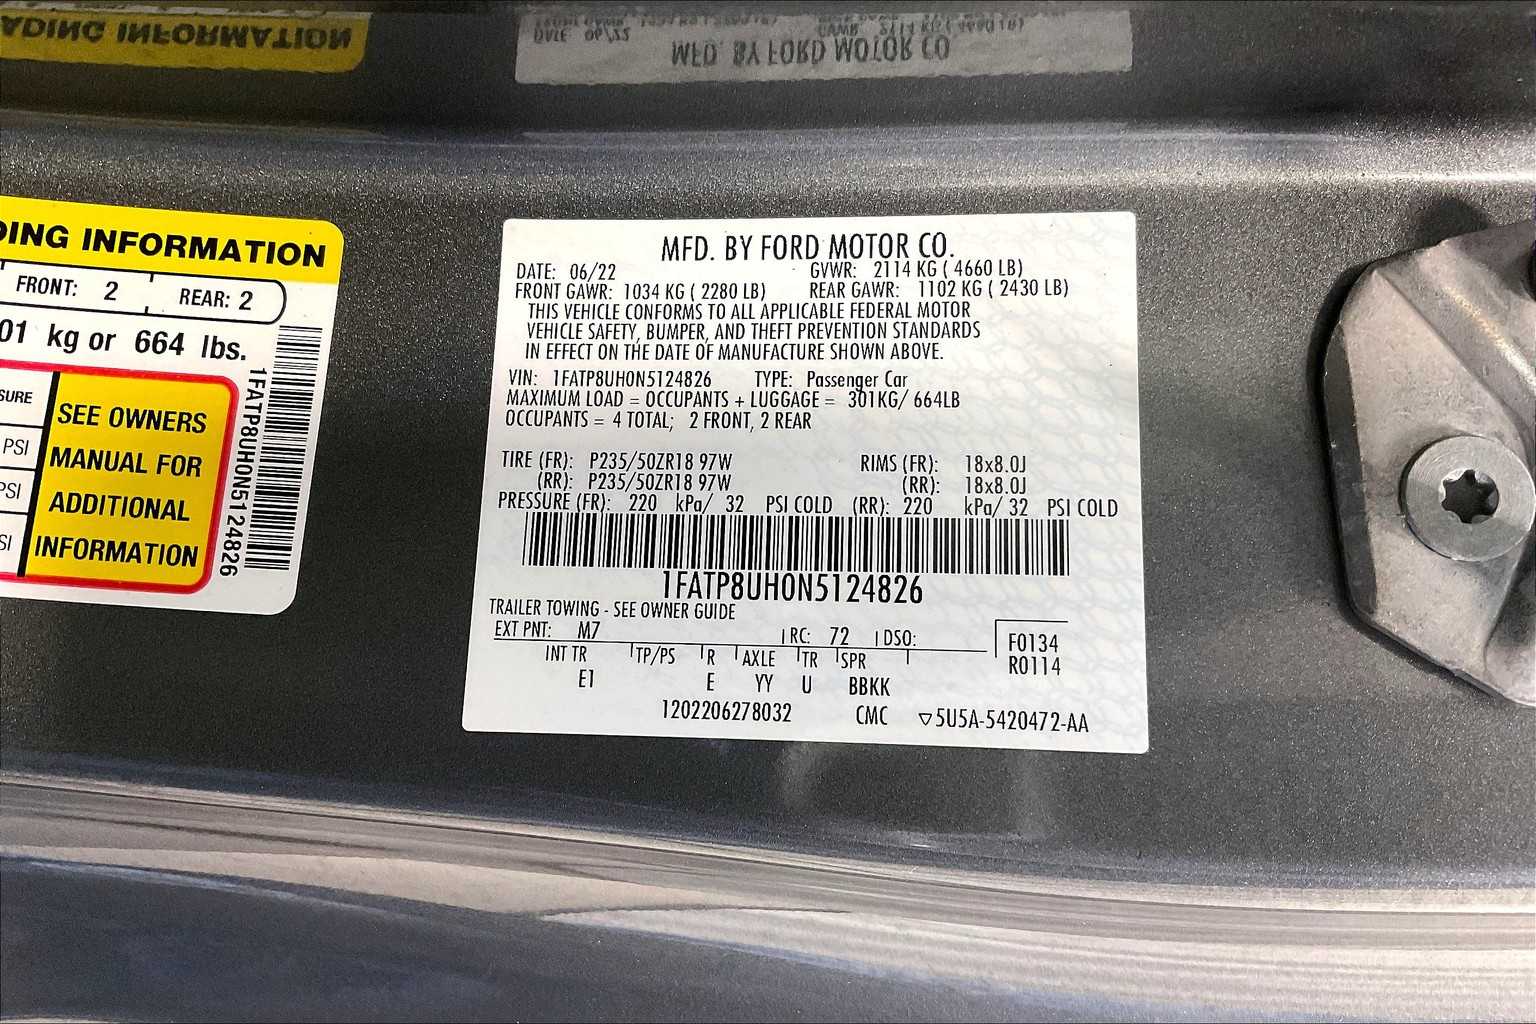 DING INFORMATION
FRONT: 2 REAR: 2
01 kg or 664 lbs.
SURE
PSI
PSI
SI
SEE OWNERS
MANUAL FOR
ADDITIONAL
INFORMATION
1FATP8UH0N5124826
MFD. BY FORD MOTOR CO.
DATE: 06/22 GVWR: 2114 KG ( 4660 LB)
FRONT GAWR: 1034 KG ( 2280 LB) REAR GAWR: 1102 KG ( 2430 LB)
THIS VEHICLE CONFORMS TO ALL APPLICABLE FEDERAL MOTOR
VEHICLE SAFETY, BUMPER, AND THEFT PREVENTION STANDARDS
IN EFFECT ON THE DATE OF MANUFACTURE SHOWN ABOVE.
VIN: 1FATP8UH0N5124826 TYPE: Passenger Car
MAXIMUM LOAD = OCCUPANTS + LUGGAGE = 301KG/ 664LB
OCCUPANTS = 4 TOTAL; 2 FRONT, 2 REAR
TIRE (FR): P235/50ZR18 97W RIMS (FR): 18x8.0J
(RR): P235/50ZR18 97W (RR): 18x8.0J
PRESSURE (FR): 220 kPa/ 32 PSI COLD (RR): 220 kPa/ 32 PSI COLD
1FATP8UH0N5124826
TRAILER TOWING - SEE OWNER GUIDE
EXT PNT: M7 RC: 72 DSO:
F0134
R0114
INT TR TP/PS R AXLE TR SPR
E1 E YY U BBKK
1202206278032 CMC ▽5U5A-5420472-AA